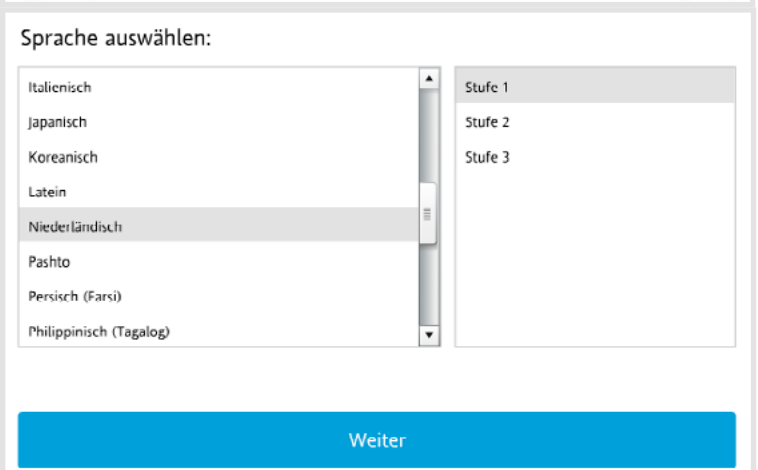 Sprache auswählen:
Italienisch
Japanisch
Koreanisch
Latein
Niederländisch
Pashto
Persisch (Farsi)
Philippinisch (Tagalog)
Stufe 1
Stufe 2
Stufe 3
Weiter